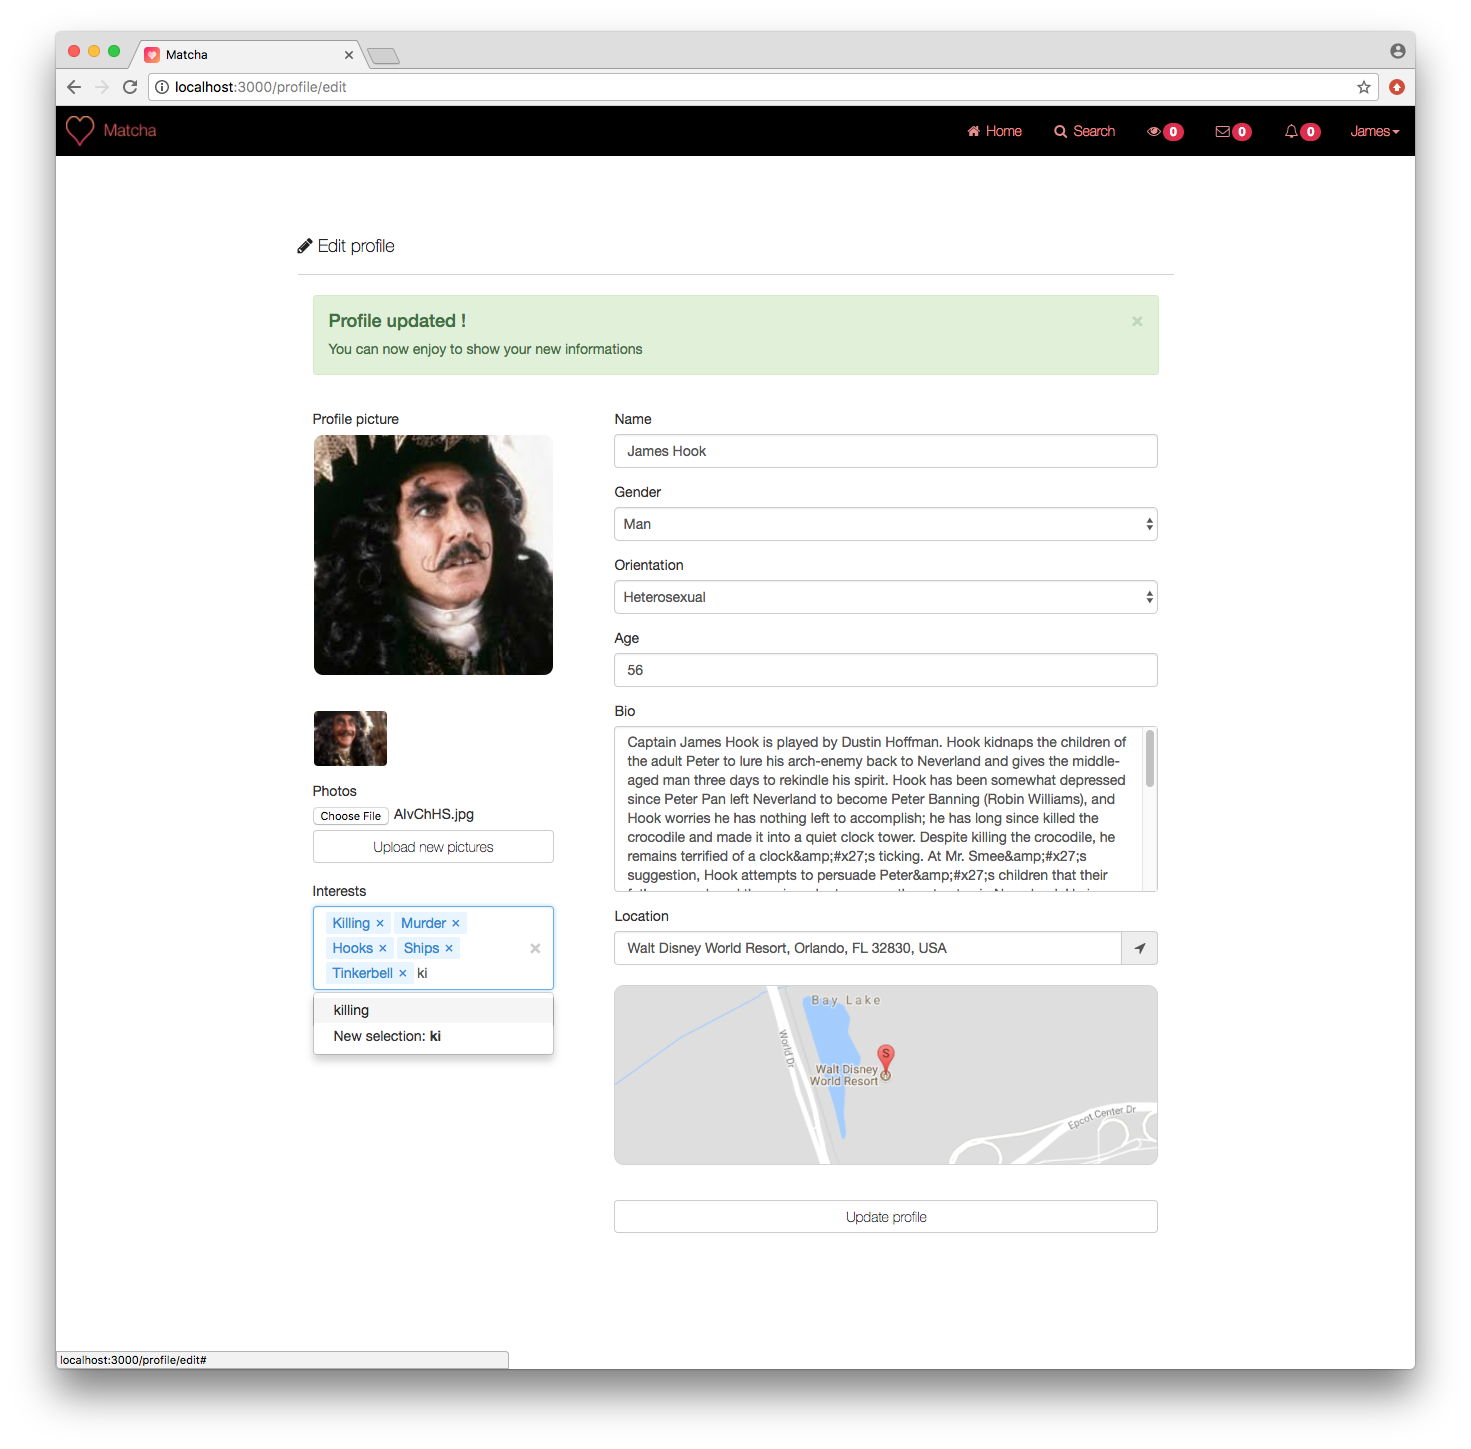 Matcha
localhost:3000/profile/edit
Matcha
Home
Search
0
0
0
James
Edit profile
Profile updated !
You can now enjoy to show your new informations
Profile picture
Photos
Choose File AlvChHS.jpg
Upload new pictures
Interests
Killing × Murder ×
Hooks × Ships ×
Tinkerbell × ki
killing
New selection: ki
Name
James Hook
Gender
Man
Orientation
Heterosexual
Age
56
Bio
Captain James Hook is played by Dustin Hoffman. Hook kidnaps the children of
the adult Peter to lure his arch-enemy back to Neverland and gives the middle-
aged man three days to rekindle his spirit. Hook has been somewhat depressed
since Peter Pan left Neverland to become Peter Banning (Robin Williams), and
Hook worries he has nothing left to accomplish; he has long since killed the
crocodile and made it into a quiet clock tower. Despite killing the crocodile, he
remains terrified of a clock&amp;#x27;s ticking. At Mr. Smee&amp;#x27;s
suggestion, Hook attempts to persuade Peter&amp;#x27;s children that their
Location
Walt Disney World Resort, Orlando, FL 32830, USA
Bay Lake
World Dr
S
Walt Disney
World Resort
Epcot Center Dr
Update profile
localhost:3000/profile/edit#